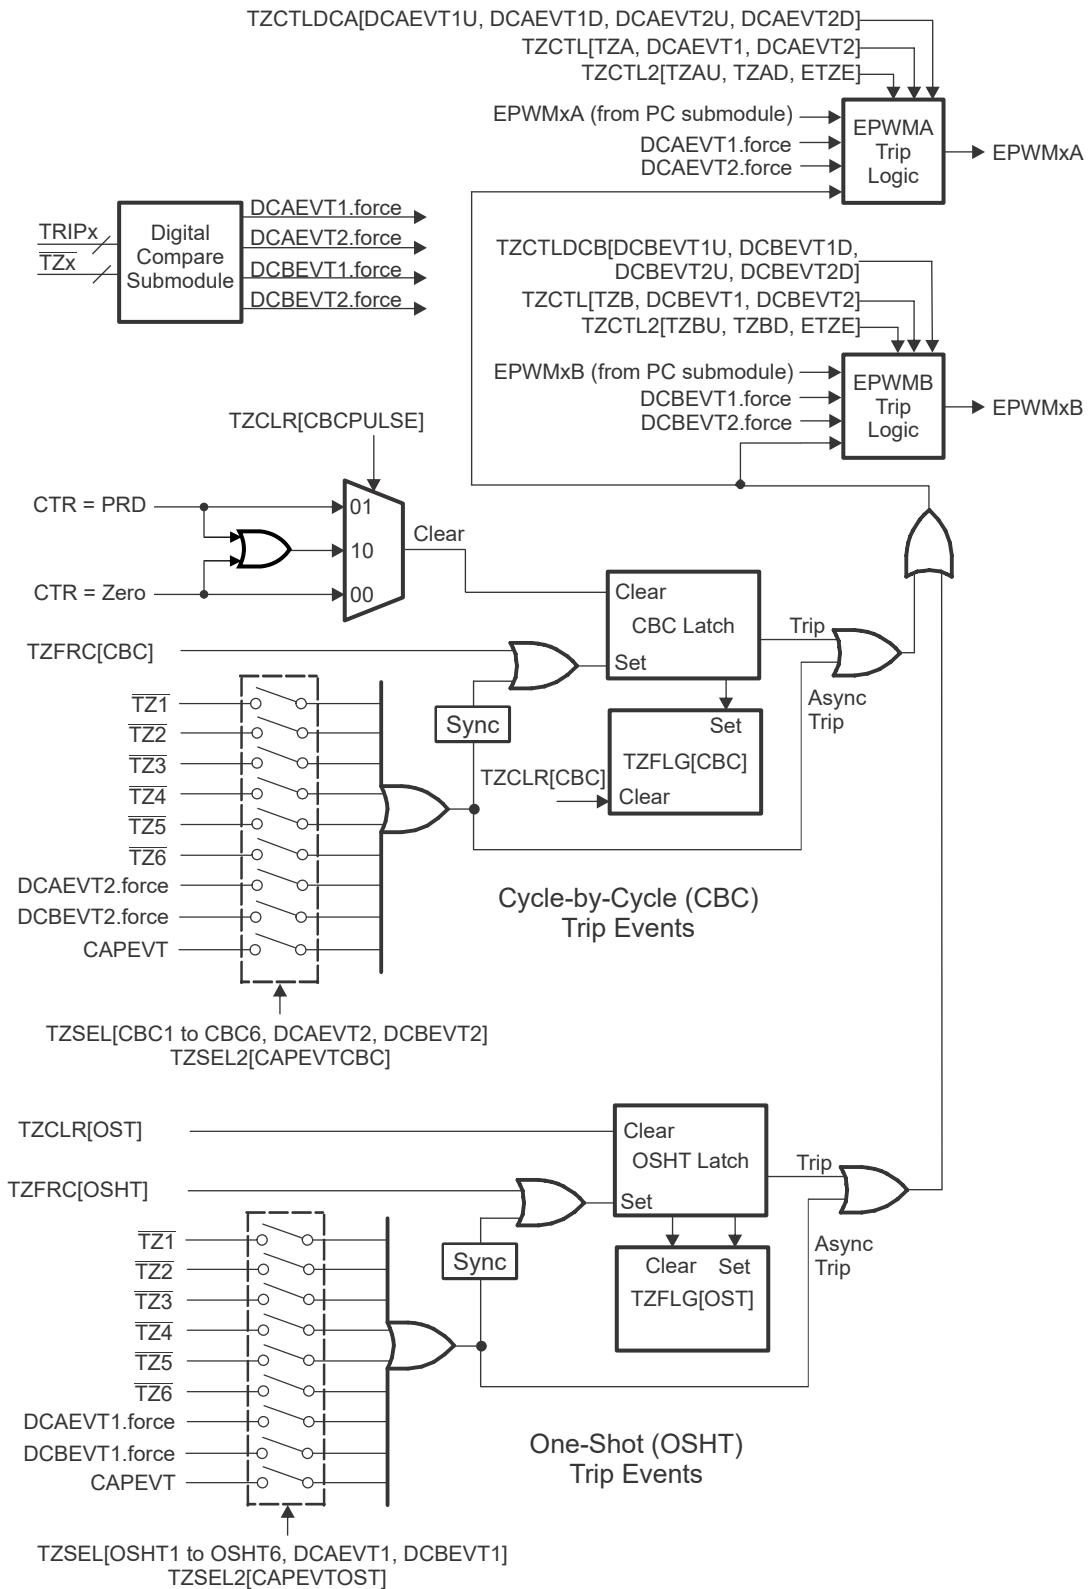 TZCTLDCA[DCAEVT1U, DCAEVT1D, DCAEVT2U, DCAEVT2D]
TZCTL[TZA, DCAEVT1, DCAEVT2]
TZCTL2[TZAU, TZAD, ETZE]
EPWMxA (from PC submodule)
DCAEVT1.force
DCAEVT2.force
EPWMA
Trip
Logic
EPWMxA
TRIPx
TZx
Digital
Compare
Submodule
DCAEVT1.force
DCAEVT2.force
DCBEVT1.force
DCBEVT2.force
TZCTLDCB[DCBEVT1U, DCBEVT1D,
DCBEVT2U, DCBEVT2D]
TZCTL[TZB, DCBEVT1, DCBEVT2]
TZCTL2[TZBU, TZBD, ETZE]
EPWMxB (from PC submodule)
DCBEVT1.force
DCBEVT2.force
EPWMB
Trip
Logic
EPWMxB
TZCLR[CBCPULSE]
CTR = PRD
CTR = Zero
01
10
00
Clear
Clear
CBC Latch
Set
Trip
TZFRC[CBC]
Sync
Async
Trip
Set
TZFLG[CBC]
Clear
TZCLR[CBC]
TZ1
TZ2
TZ3
TZ4
TZ5
TZ6
DCAEVT2.force
DCBEVT2.force
CAPEVT
Cycle-by-Cycle (CBC)
Trip Events
TZSEL[CBC1 to CBC6, DCAEVT2, DCBEVT2]
TZSEL2[CAPEVTCBC]
TZCLR[OST]
Clear
OSHT Latch
Set
Trip
TZFRC[OSHT]
Sync
Async
Trip
Clear Set
TZFLG[OST]
TZ1
TZ2
TZ3
TZ4
TZ5
TZ6
DCAEVT1.force
DCBEVT1.force
CAPEVT
One-Shot (OSHT)
Trip Events
TZSEL[OSHT1 to OSHT6, DCAEVT1, DCBEVT1]
TZSEL2[CAPEVTOST]